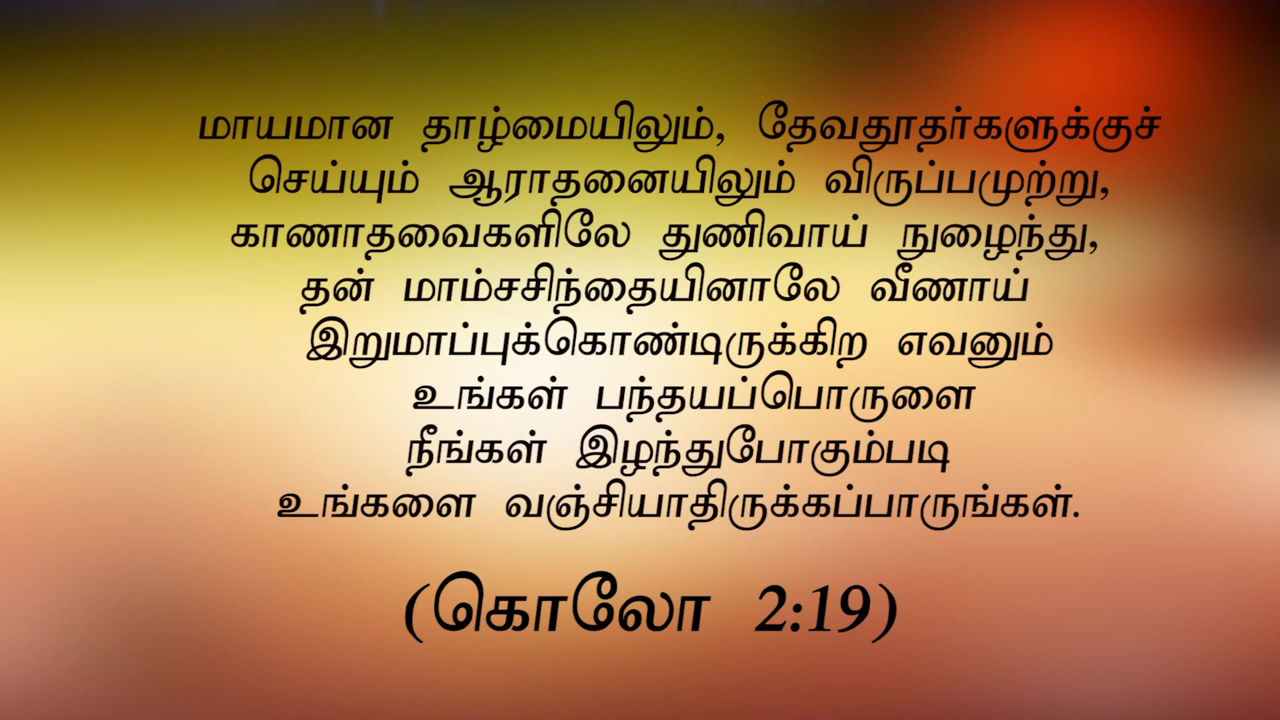 மாயமான தாழ்மையிலும், தேவதூதர்களுக்குச்
செய்யும் ஆராதனையிலும் விருப்பமுற்று,
காணாதவைகளிலே துணிவாய் நுழைந்து,
தன் மாம்சசிந்தையினாலே வீணாய்
இறுமாப்புக்கொண்டிருக்கிற எவனும்
உங்கள் பந்தயப்பொருளை
நீங்கள் இழந்துபோகும்படி
உங்களை வஞ்சியாதிருக்கப்பாருங்கள்.
(கொலோ 2:19)